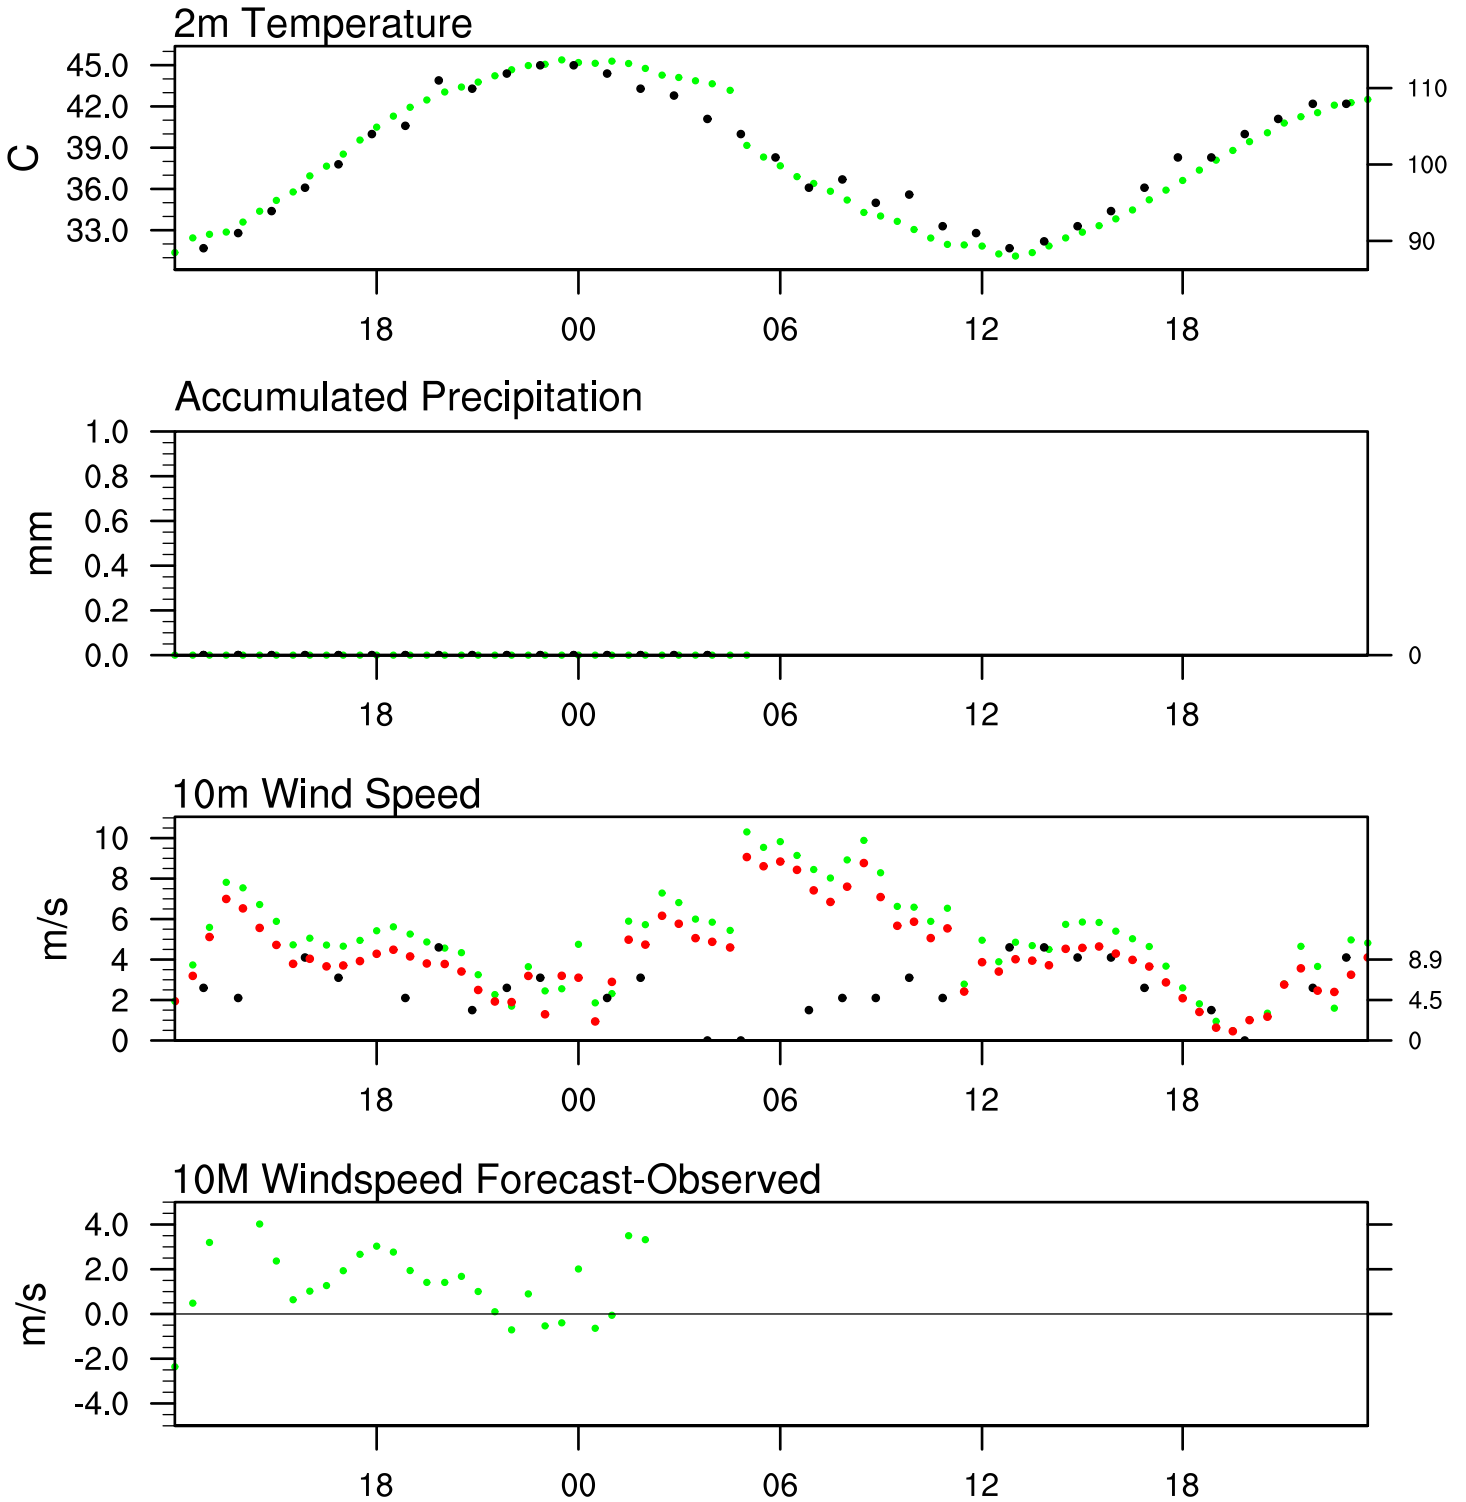 2m Temperature
45.0
42.0
39.0
36.0
33.0
C
110
100
90
18 00 06 12 18
Accumulated Precipitation
1.0
0.8
0.6
0.4
0.2
0.0
mm
0
18 00 06 12 18
10m Wind Speed
10
8
6
4
2
0
m/s
8.9
4.5
0
18 00 06 12 18
10M Windspeed Forecast-Observed
4.0
2.0
0.0
-2.0
-4.0
m/s
18 00 06 12 18